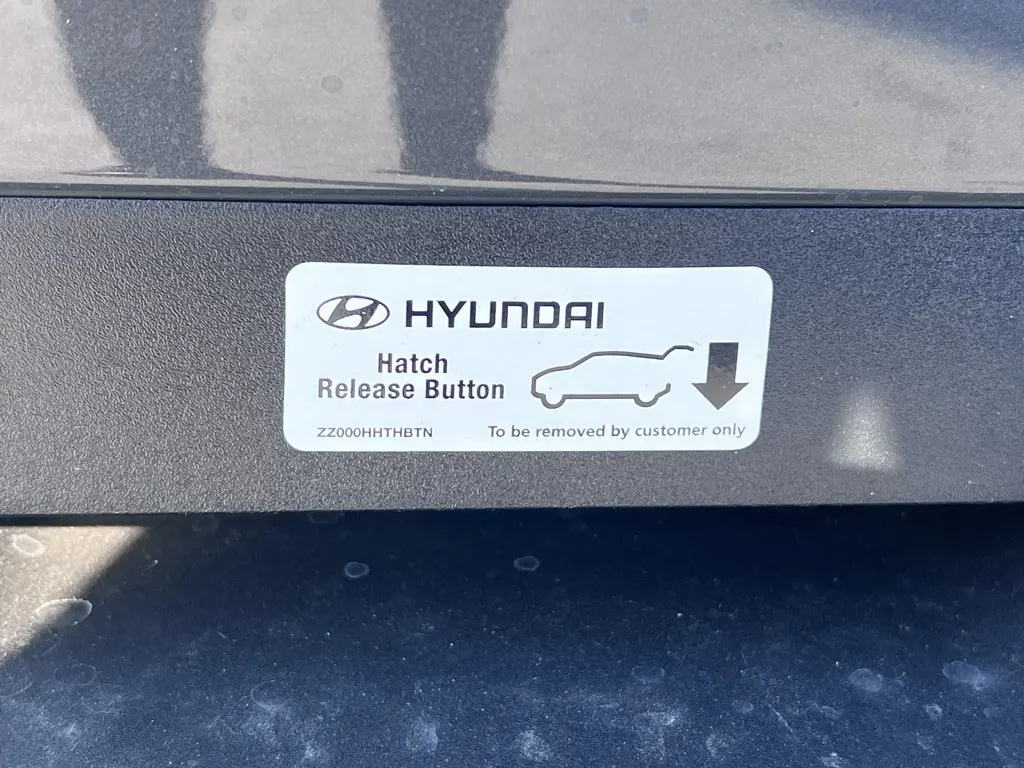 HYUNDAI
Hatch
Release Button
ZZ000HHTHBTN
To be removed by customer only